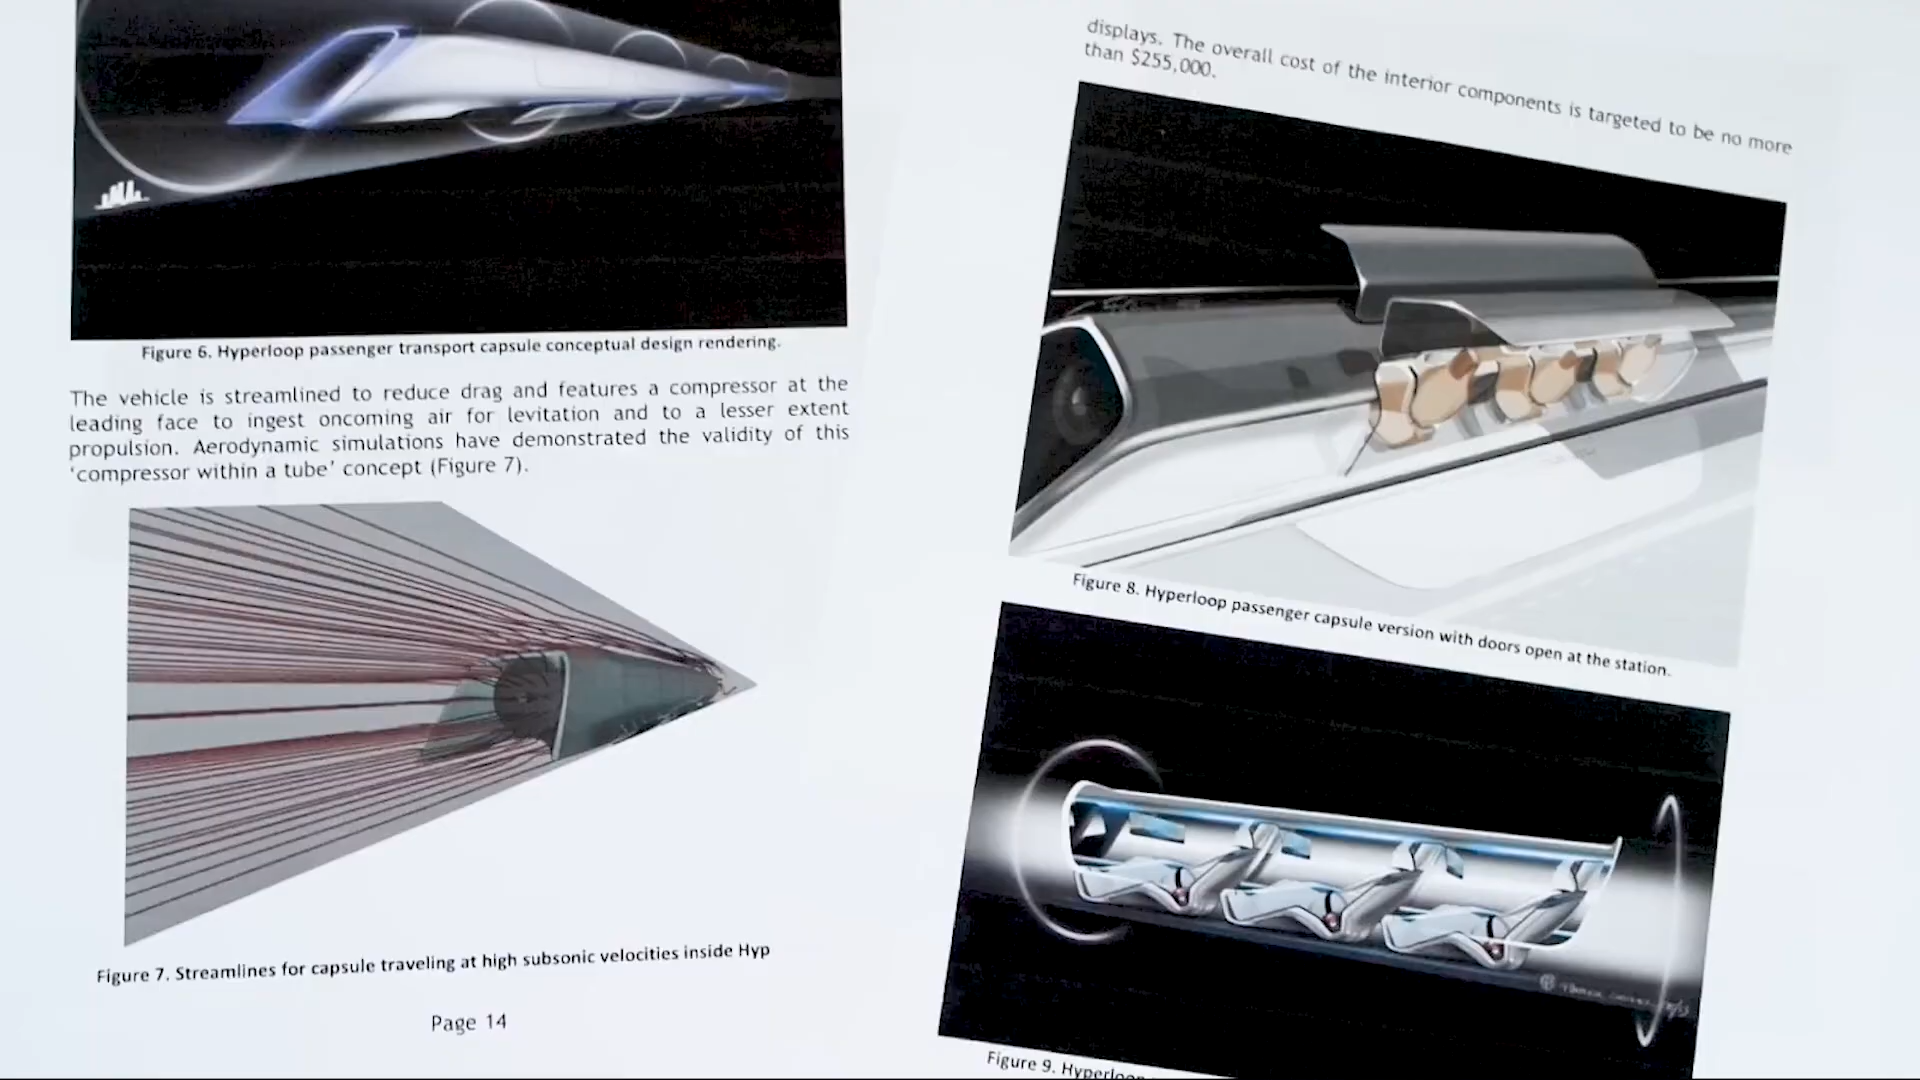 Figure 6. Hyperloop passenger transport capsule conceptual design rendering.
The vehicle is streamlined to reduce drag and features a compressor at the
leading face to ingest oncoming air for levitation and to a lesser extent
propulsion. Aerodynamic simulations have demonstrated the validity of this
‘compressor within a tube’ concept (Figure 7).
Figure 7. Streamlines for capsule traveling at high subsonic velocities inside Hyp
Page 14
displays. The overall cost of the interior components is targeted to be no more
than $255,000.
Figure 8. Hyperloop passenger capsule version with doors open at the station.
Figure 9. Hyperloo